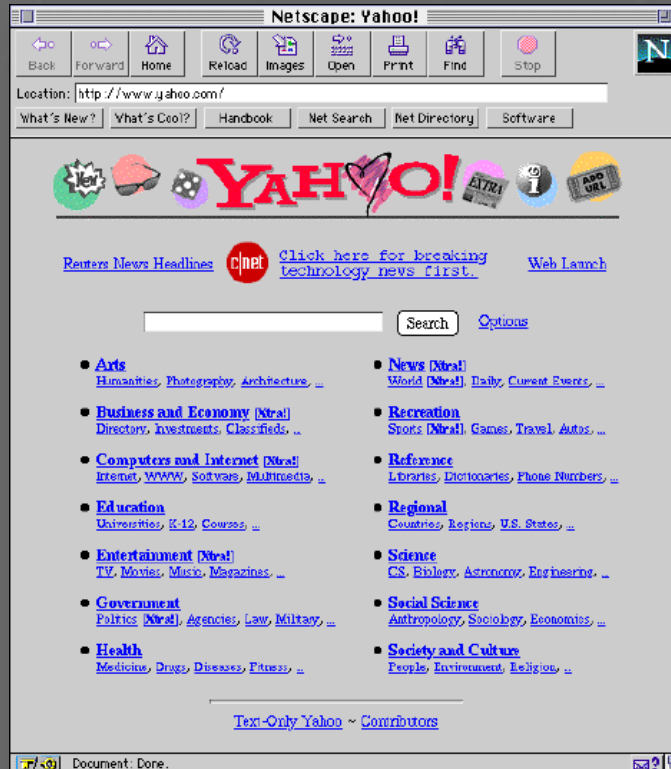 Netscape: Yahoo!
Back Forward Home Reload Images Open Print Find Stop
N
Location: http://www.yahoo.com/
What's New? What's Cool? Handbook Net Search Net Directory Software
New YAHOO! EXTRA i ADD URL
Reuters News Headlines c|net Click here for breaking technology news first. Web Launch
Search Options
Arts
Humanities, Photography, Architecture, ...
Business and Economy [Xtra!]
Directory, Investments, Classifieds, ...
Computers and Internet [Xtra!]
Internet, WWW, Software, Multimedia, ...
Education
Universities, K-12, Courses, ...
Entertainment [Xtra!]
TV, Movies, Music, Magazines, ...
Government
Politics [Xtra!], Agencies, Law, Military, ...
Health
Medicine, Drugs, Diseases, Fitness, ...
News [Xtra!]
World [Xtra!], Daily, Current Events, ...
Recreation
Sports [Xtra!], Games, Travel, Autos, ...
Reference
Libraries, Dictionaries, Phone Numbers, ...
Regional
Countries, Regions, U.S. States, ...
Science
CS, Biology, Astronomy, Engineering, ...
Social Science
Anthropology, Sociology, Economics, ...
Society and Culture
People, Environment, Religion, ...
Text-Only Yahoo ~ Contributors
Document: Done.
?